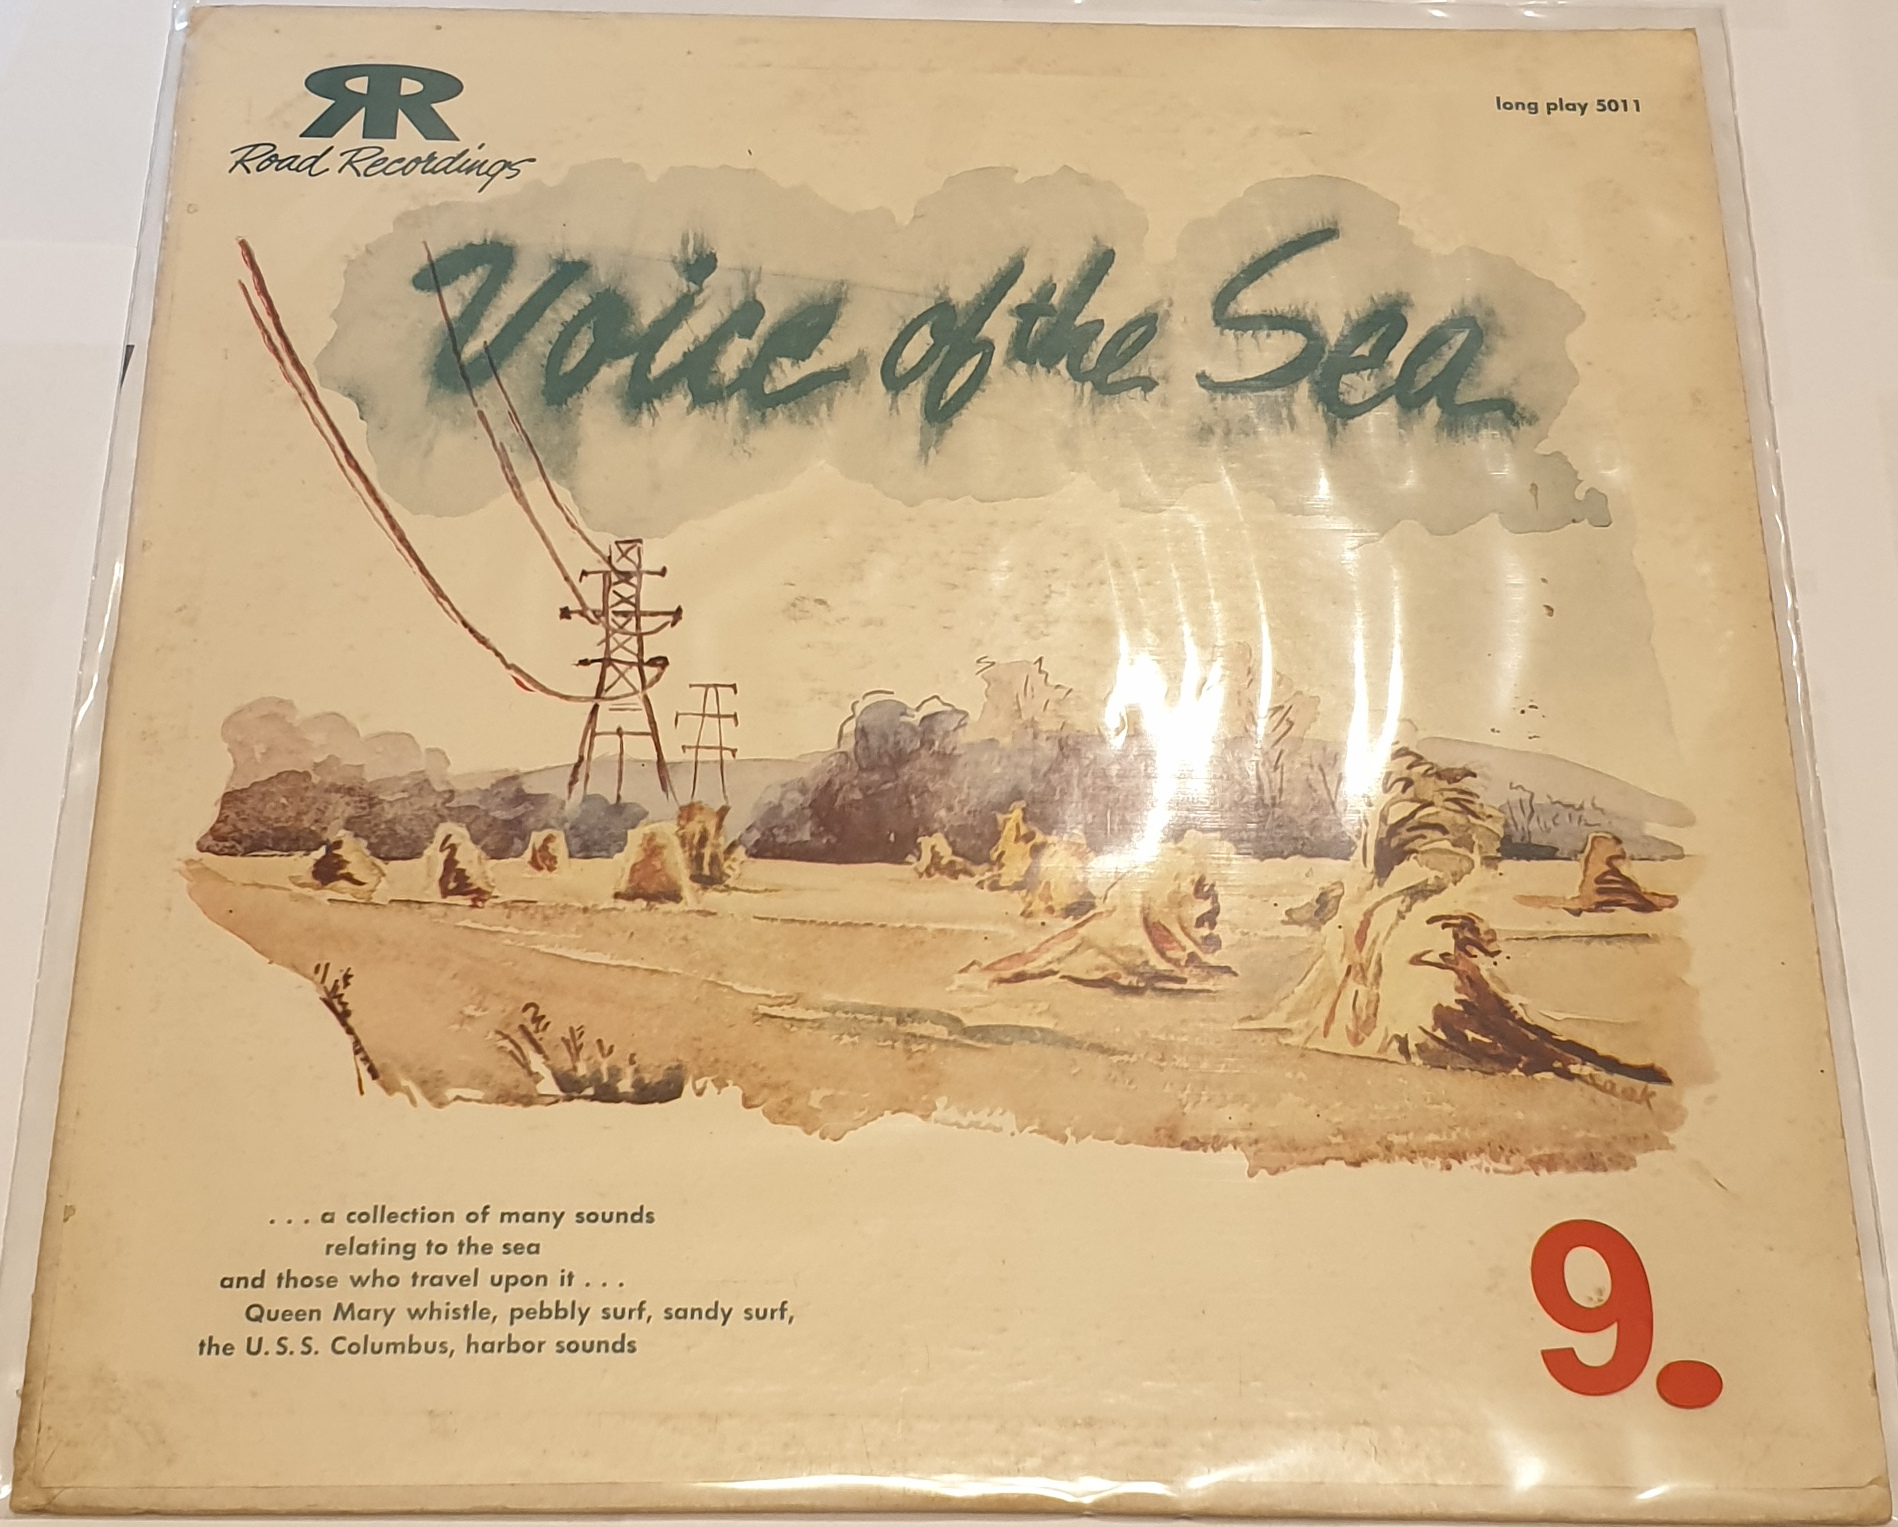 RR
Road Recordings
long play 5011
Voice of the Sea
. . . a collection of many sounds
relating to the sea
and those who travel upon it . . .
Queen Mary whistle, pebbly surf, sandy surf,
the U.S.S. Columbus, harbor sounds
9.